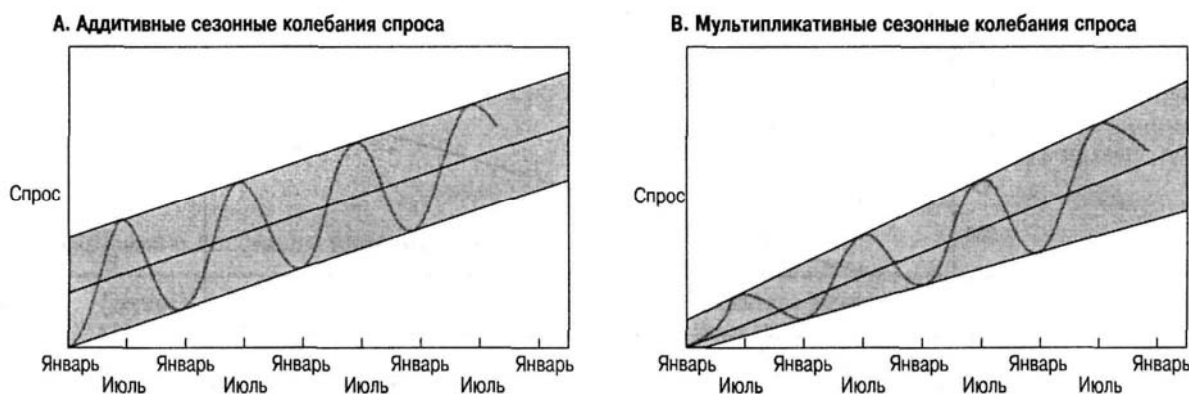 А. Аддитивные сезонные колебания спроса
Спрос
Январь Январь Январь Январь Январь
Июль Июль Июль Июль
В. Мультипликативные сезонные колебания спроса
Спрос
Январь Январь Январь Январь Январь
Июль Июль Июль Июль